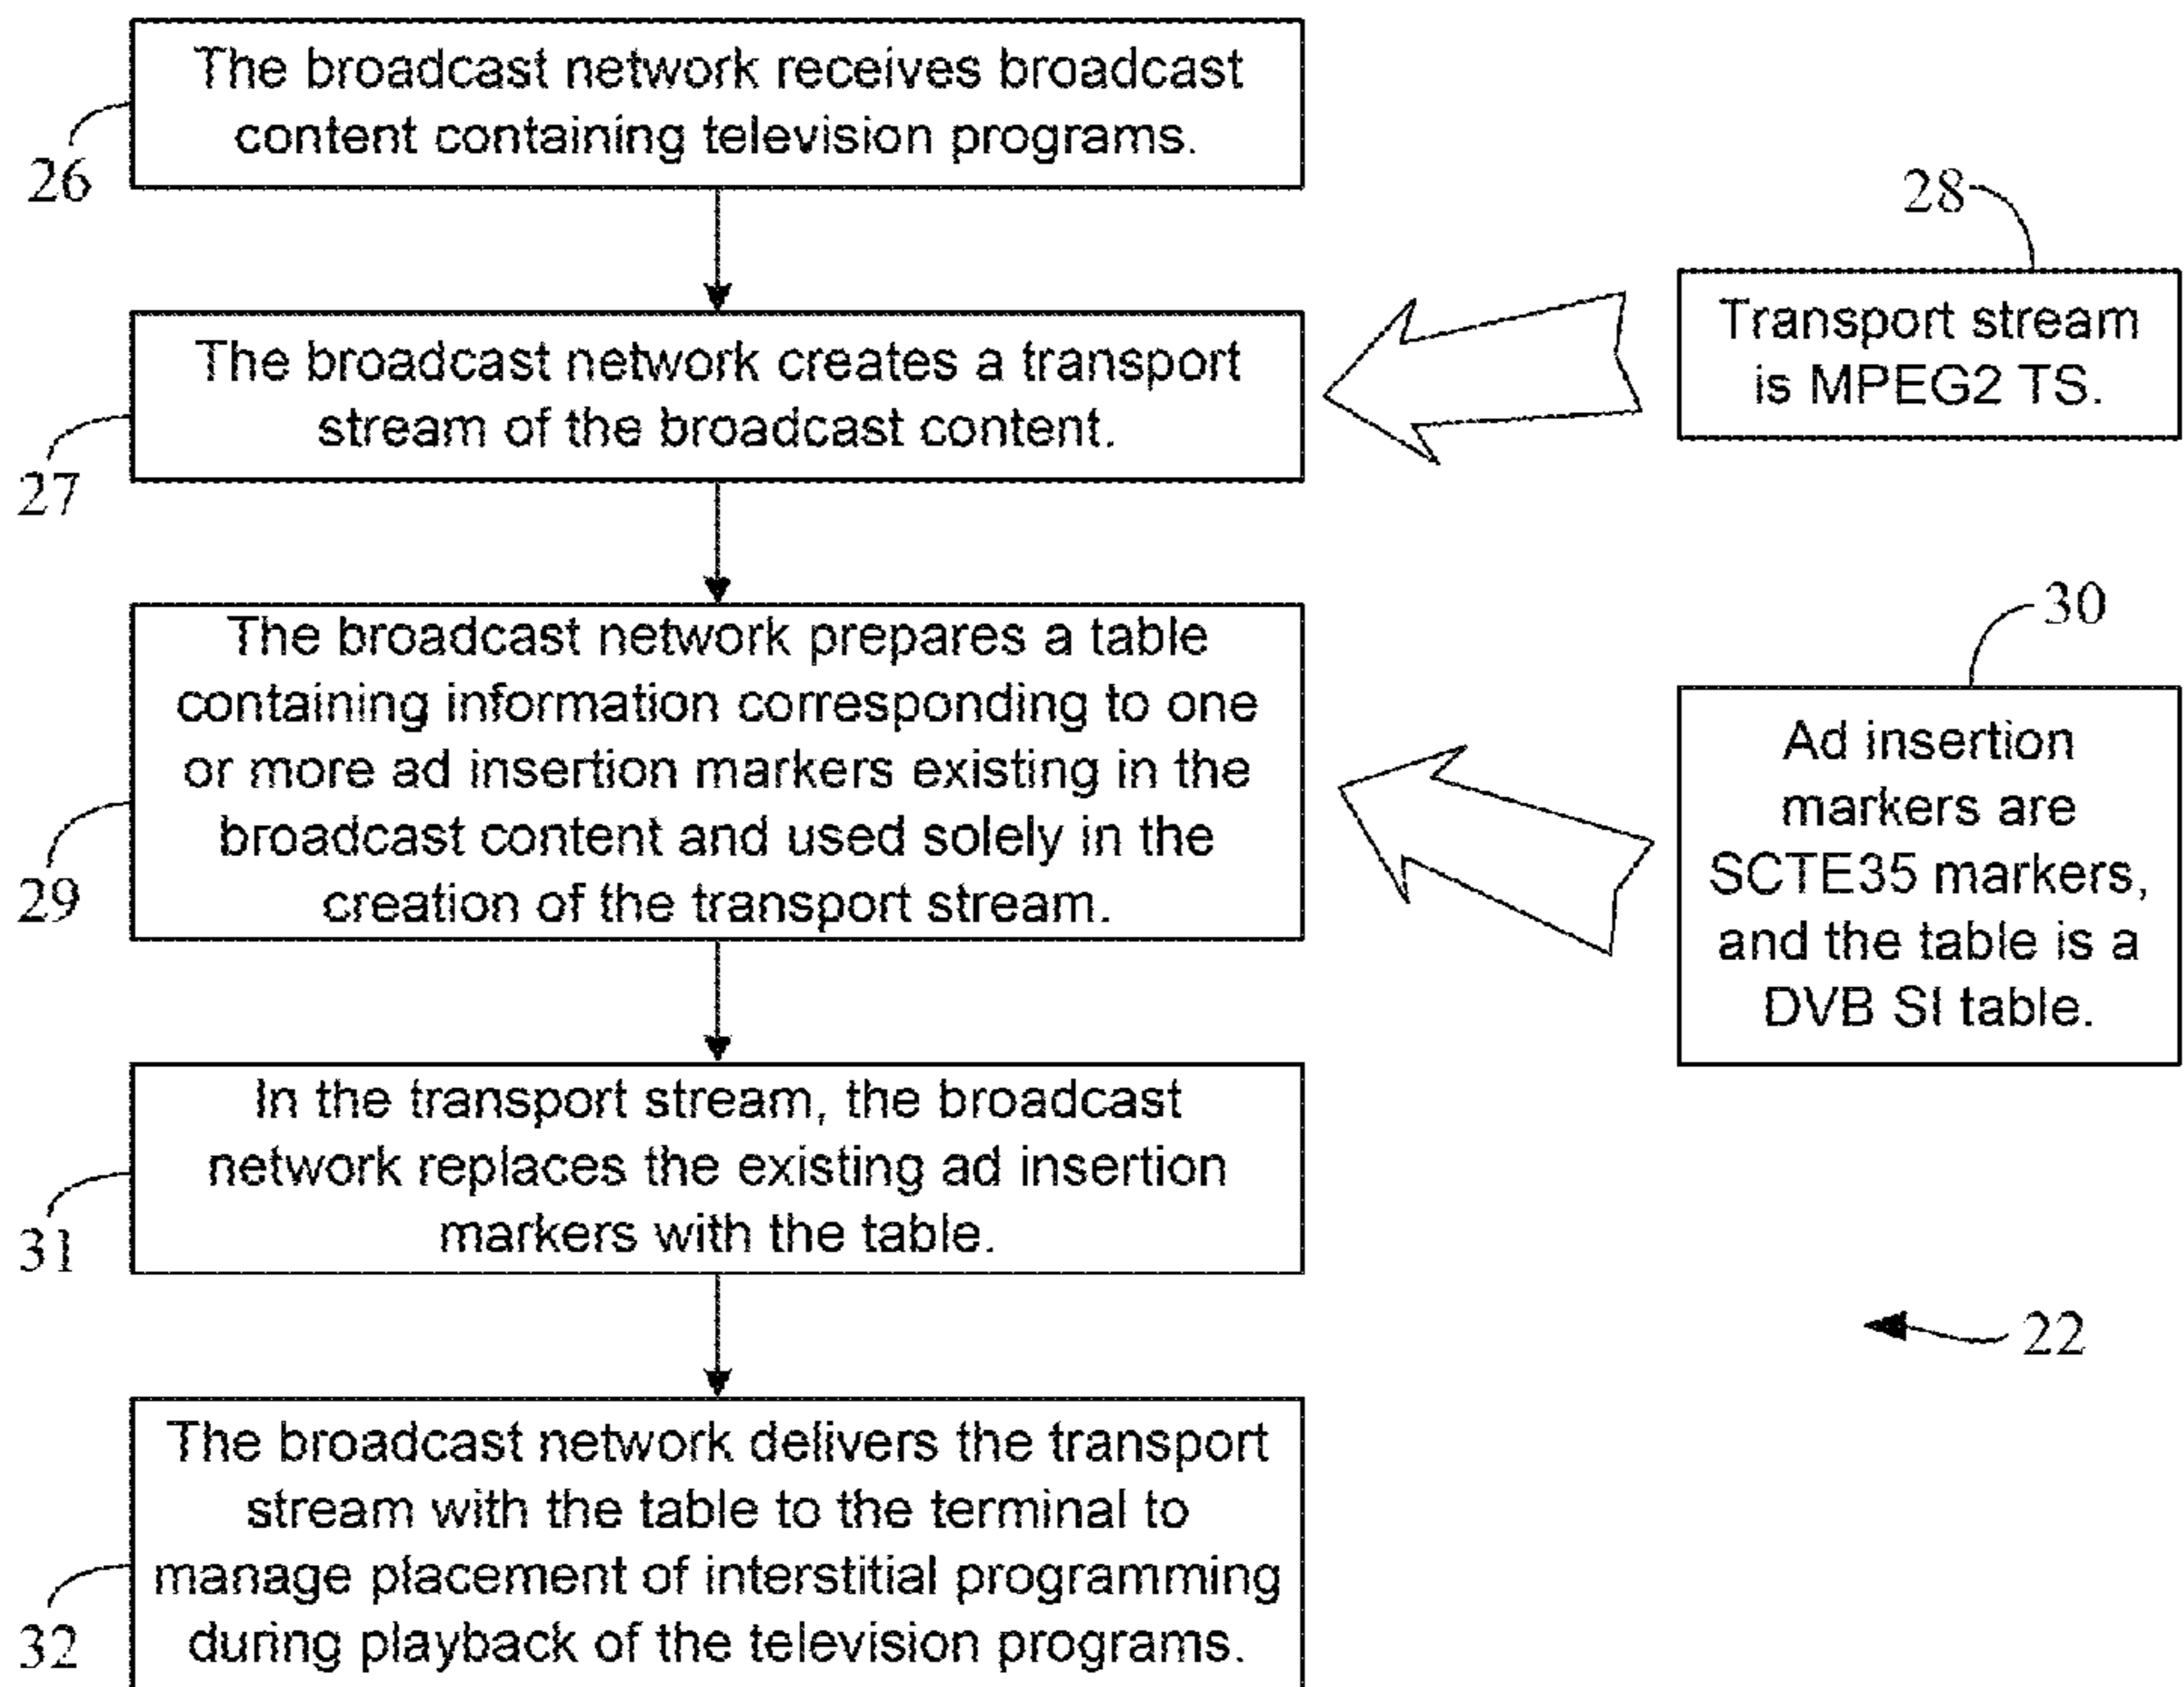 The broadcast network receives broadcast
content containing television programs.
26
28
The broadcast network creates a transport
stream of the broadcast content.
27
Transport stream
is MPEG2 TS.
The broadcast network prepares a table
containing information corresponding to one
or more ad insertion markers existing in the
broadcast content and used solely in the
creation of the transport stream.
29
30
Ad insertion
markers are
SCTE35 markers,
and the table is a
DVB SI table.
In the transport stream, the broadcast
network replaces the existing ad insertion
markers with the table.
31
22
The broadcast network delivers the transport
stream with the table to the terminal to
manage placement of interstitial programming
during playback of the television programs.
32